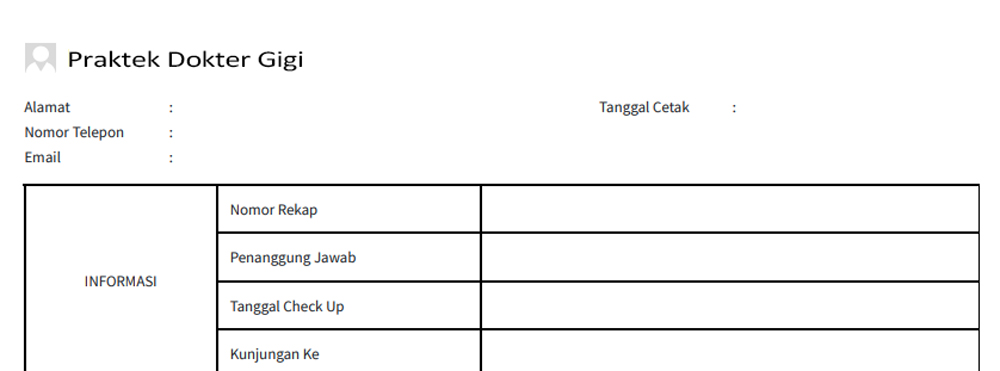 Praktek Dokter Gigi
Alamat : Tanggal Cetak :
Nomor Telepon :
Email :
Nomor Rekap
Penanggung Jawab
INFORMASI
Tanggal Check Up
Kunjungan Ke